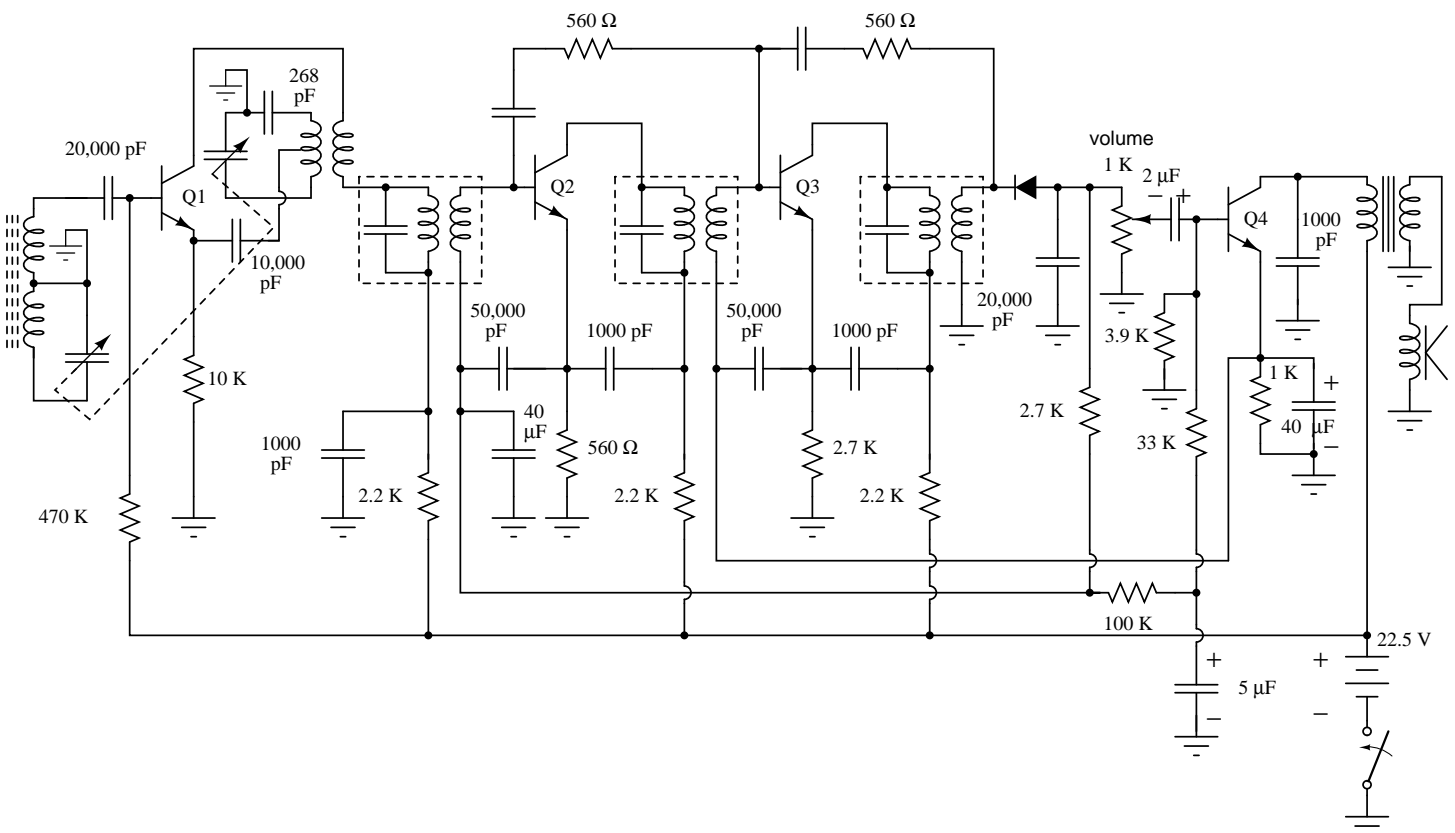 560 Ω
560 Ω
268
pF
20,000 pF
Q1
10,000
pF
10 K
470 K
1000
pF
2.2 K
50,000
pF
40
µF
Q2
1000 pF
560 Ω
2.2 K
50,000
pF
Q3
1000 pF
2.7 K
2.2 K
20,000
pF
volume
1 K
2 µF
− +
Q4
1000
pF
3.9 K
2.7 K
33 K
1 K
+
40 µF
−
100 K
22.5 V
+
5 µF
−
+
−